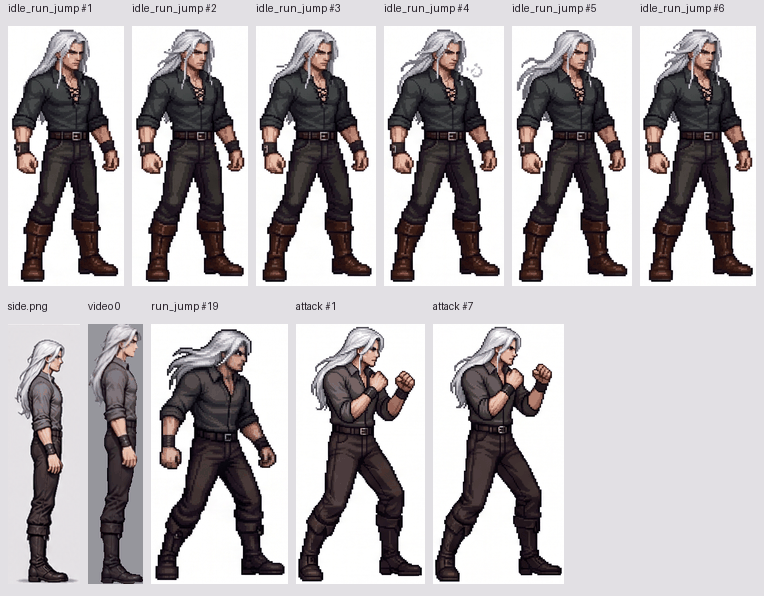 idle_run_jump #1
idle_run_jump #2
idle_run_jump #3
idle_run_jump #4
idle_run_jump #5
idle_run_jump #6
side.png
video0
run_jump #19
attack #1
attack #7